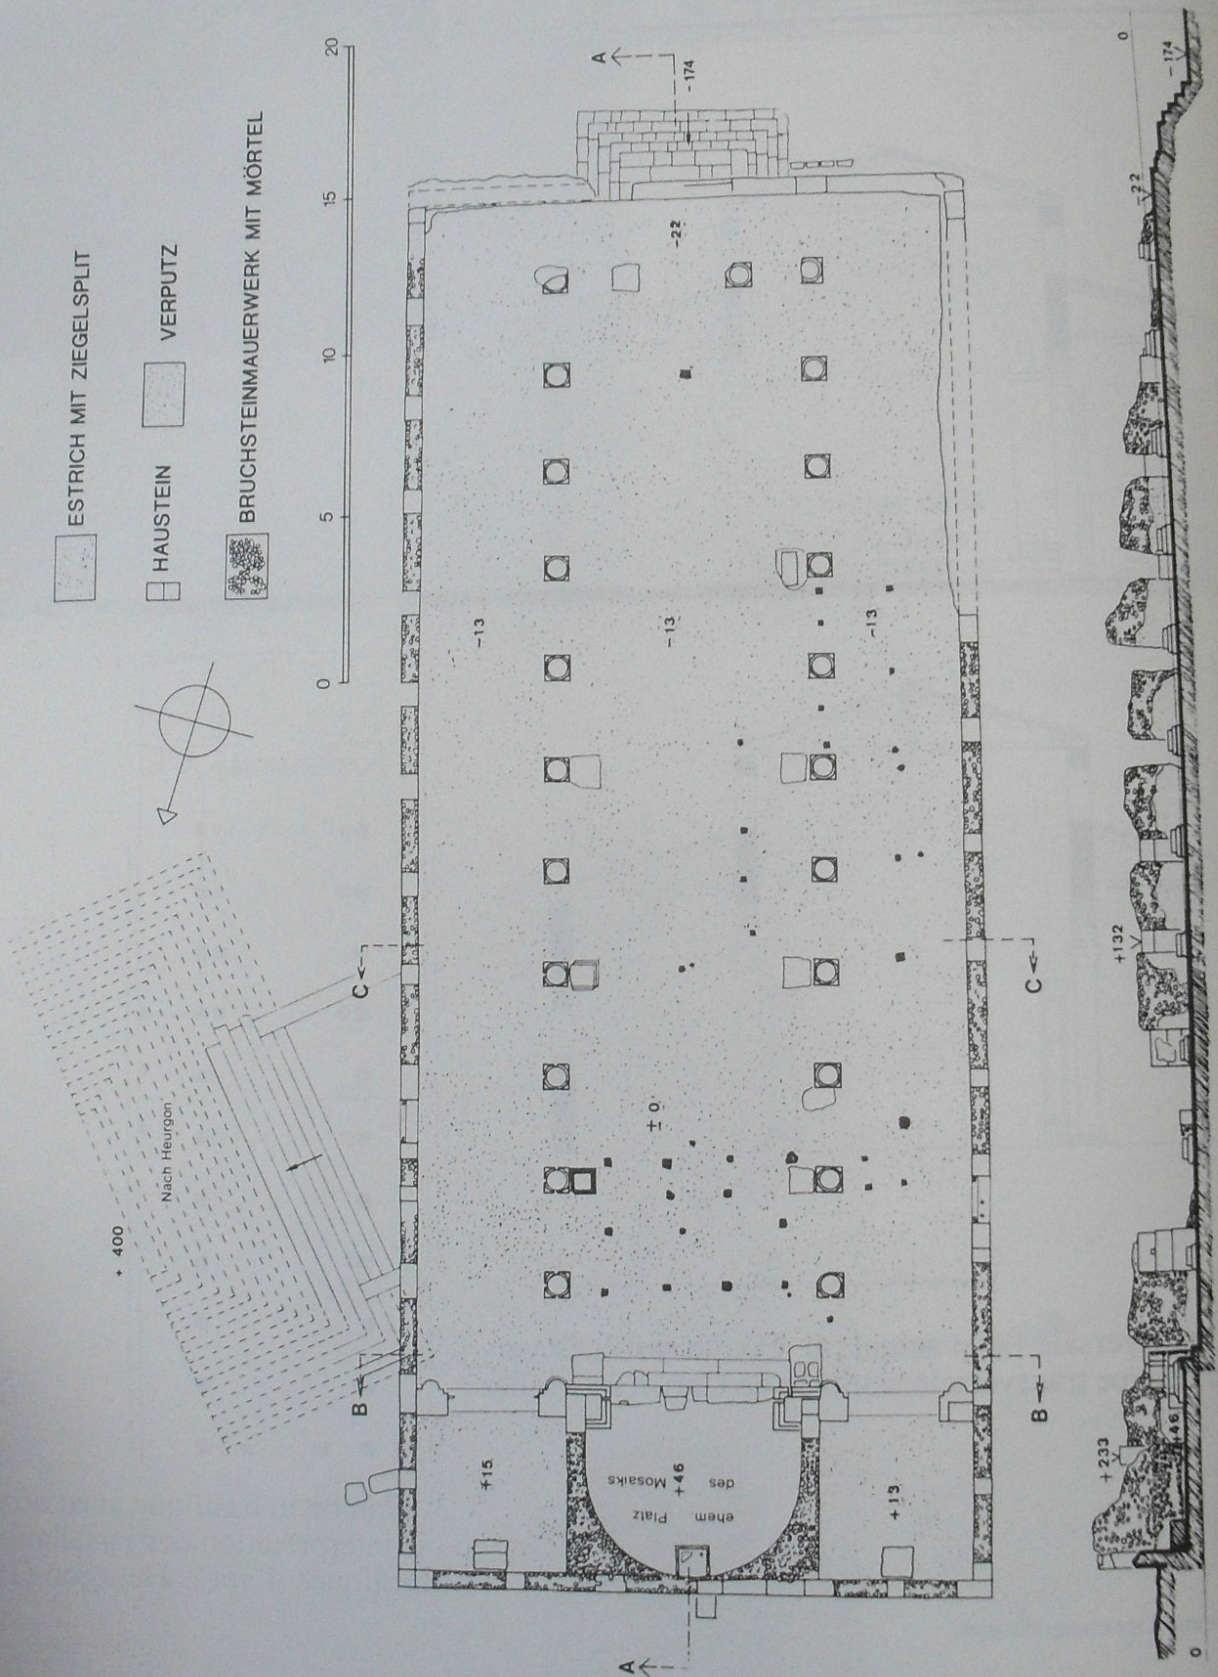 ESTRICH MIT ZIEGELSPLIT
HAUSTEIN
VERPUTZ
BRUCHSTEINMAUERWERK MIT MÖRTEL
0
5
10
15
20
Nach Heurgon
+ 400
A
-174
-22
-13
-13
-13
C
C
± 0
B
B
+15
ehem Platz
des Mosaiks
+46
+13
A
0
-174
-22
+132
+233
+46
0